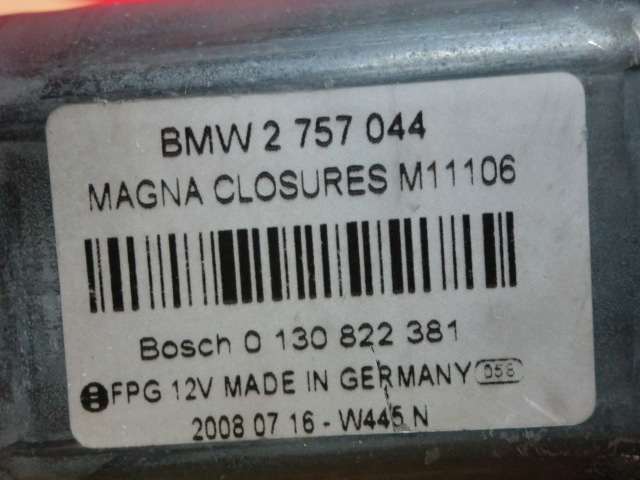 BMW 2 757 044
MAGNA CLOSURES M11106
Bosch 0 130 822 381
FPG 12V MADE IN GERMANY 058
2008 07 16 - W445 N